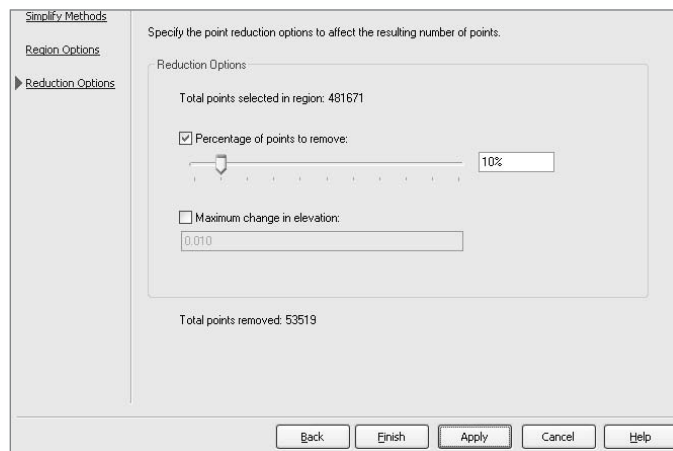 Simplify Methods
Region Options
Reduction Options
Specify the point reduction options to affect the resulting number of points.
Reduction Options
Total points selected in region: 481671
Percentage of points to remove:
10%
Maximum change in elevation:
0.010
Total points removed: 53519
Back
Finish
Apply
Cancel
Help